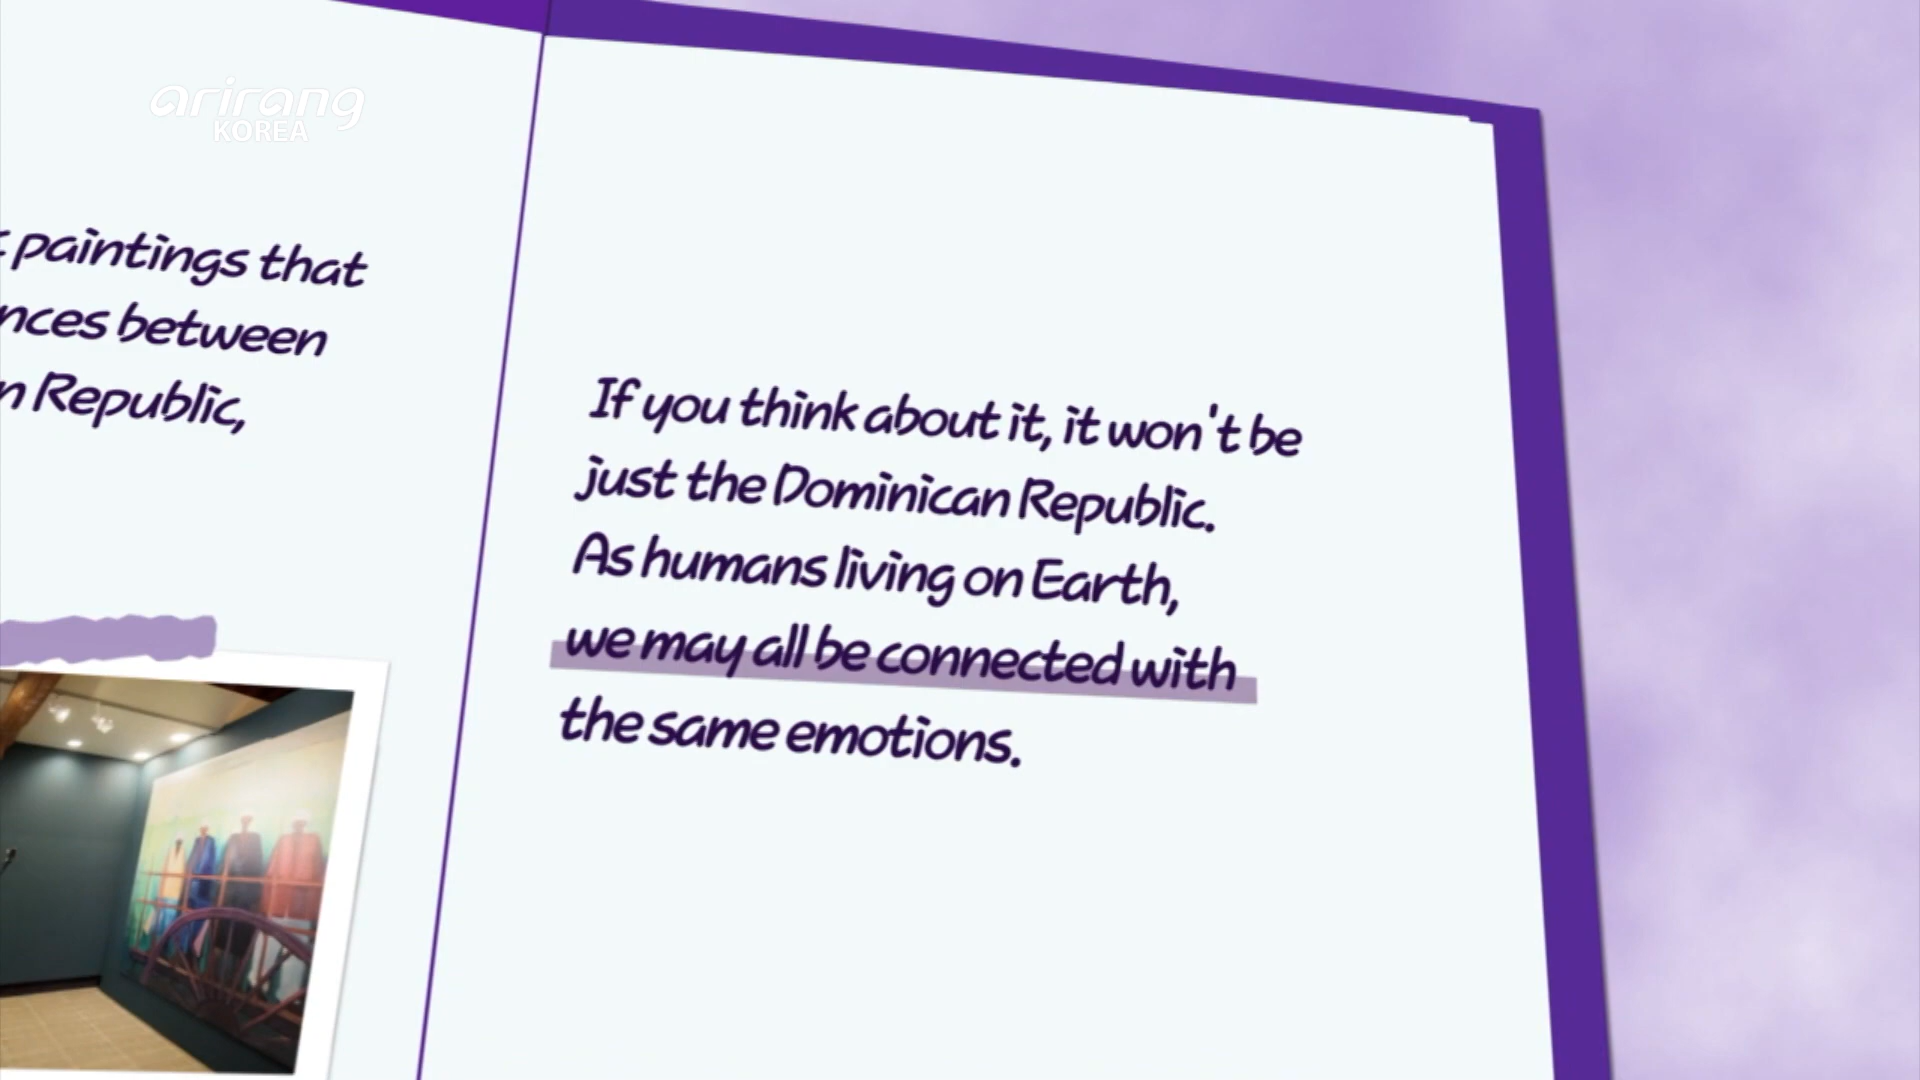 arirang
KOREA
paintings that
between
Republic,
If you think about it, it won't be
just the Dominican Republic.
As humans living on Earth,
we may all be connected with
the same emotions.